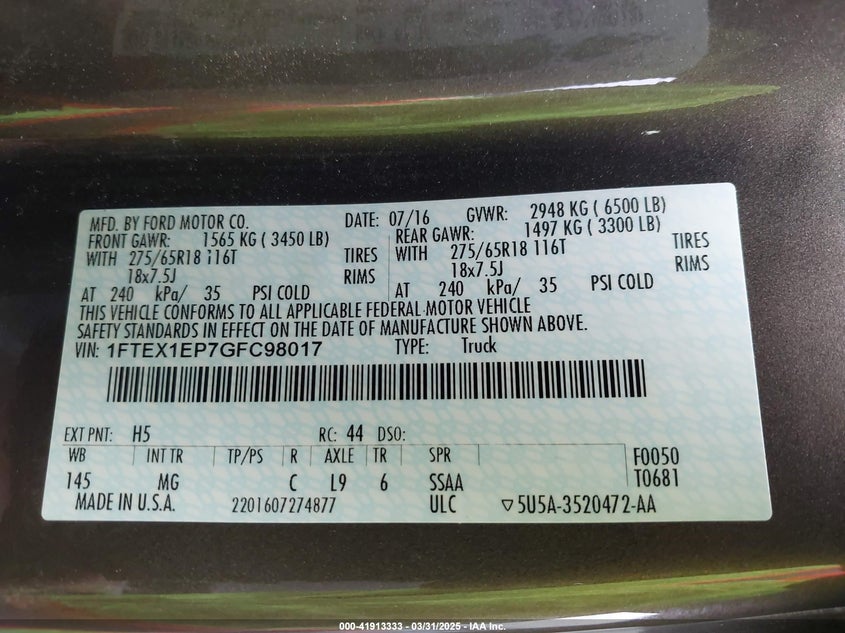 MFD. BY FORD MOTOR CO. DATE: 07/16 GVWR: 2948 KG ( 6500 LB)
FRONT GAWR: 1565 KG ( 3450 LB) REAR GAWR: 1497 KG ( 3300 LB)
WITH 275/65R18 116T TIRES WITH 275/65R18 116T TIRES
18x7.5J RIMS 18x7.5J RIMS
AT 240 kPa/ 35 PSI COLD AT 240 kPa/ 35 PSI COLD
THIS VEHICLE CONFORMS TO ALL APPLICABLE FEDERAL MOTOR VEHICLE
SAFETY STANDARDS IN EFFECT ON THE DATE OF MANUFACTURE SHOWN ABOVE.
VIN: 1FTEX1EP7GFC98017 TYPE: Truck
EXT PNT: H5 RC: 44 DSO:
WB INT TR TP/PS R AXLE TR SPR F0050
145 MG C L9 6 SSAA T0681
MADE IN U.S.A. 2201607274877 ULC ▽5U5A-3520472-AA
000-41913333 - 03/31/2025 - IAA Inc.